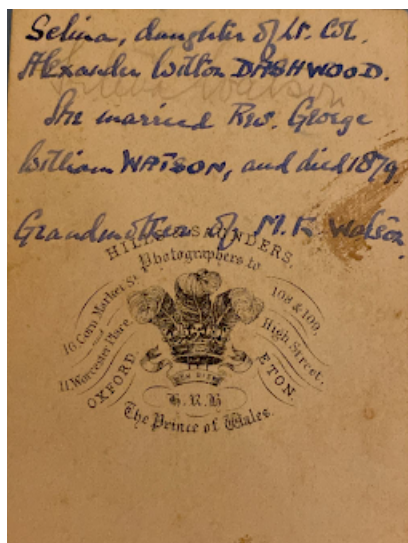 Selina, daughter of Lt. Col.
Alexander Wilton DASHWOOD.
She married Rev. George
William WATSON, and died 1879.
Grandmother of M. K. Watson.
HILLS & SAUNDERS,
Photographers to
16, Corn Market St.
and
11, Worcester Place,
OXFORD
108 & 109,
High Street,
ETON
ICH DIEN
H.R.H
The Prince of Wales.